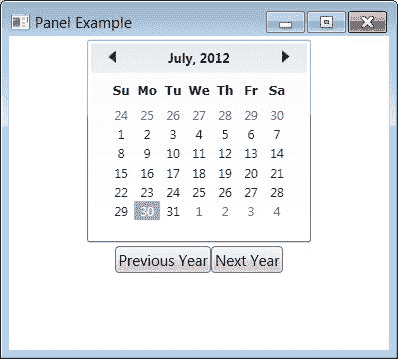 Panel Example
July, 2012
Su Mo Tu We Th Fr Sa
24 25 26 27 28 29 30
1 2 3 4 5 6 7
8 9 10 11 12 13 14
15 16 17 18 19 20 21
22 23 24 25 26 27 28
29 30 31 1 2 3 4
Previous Year Next Year